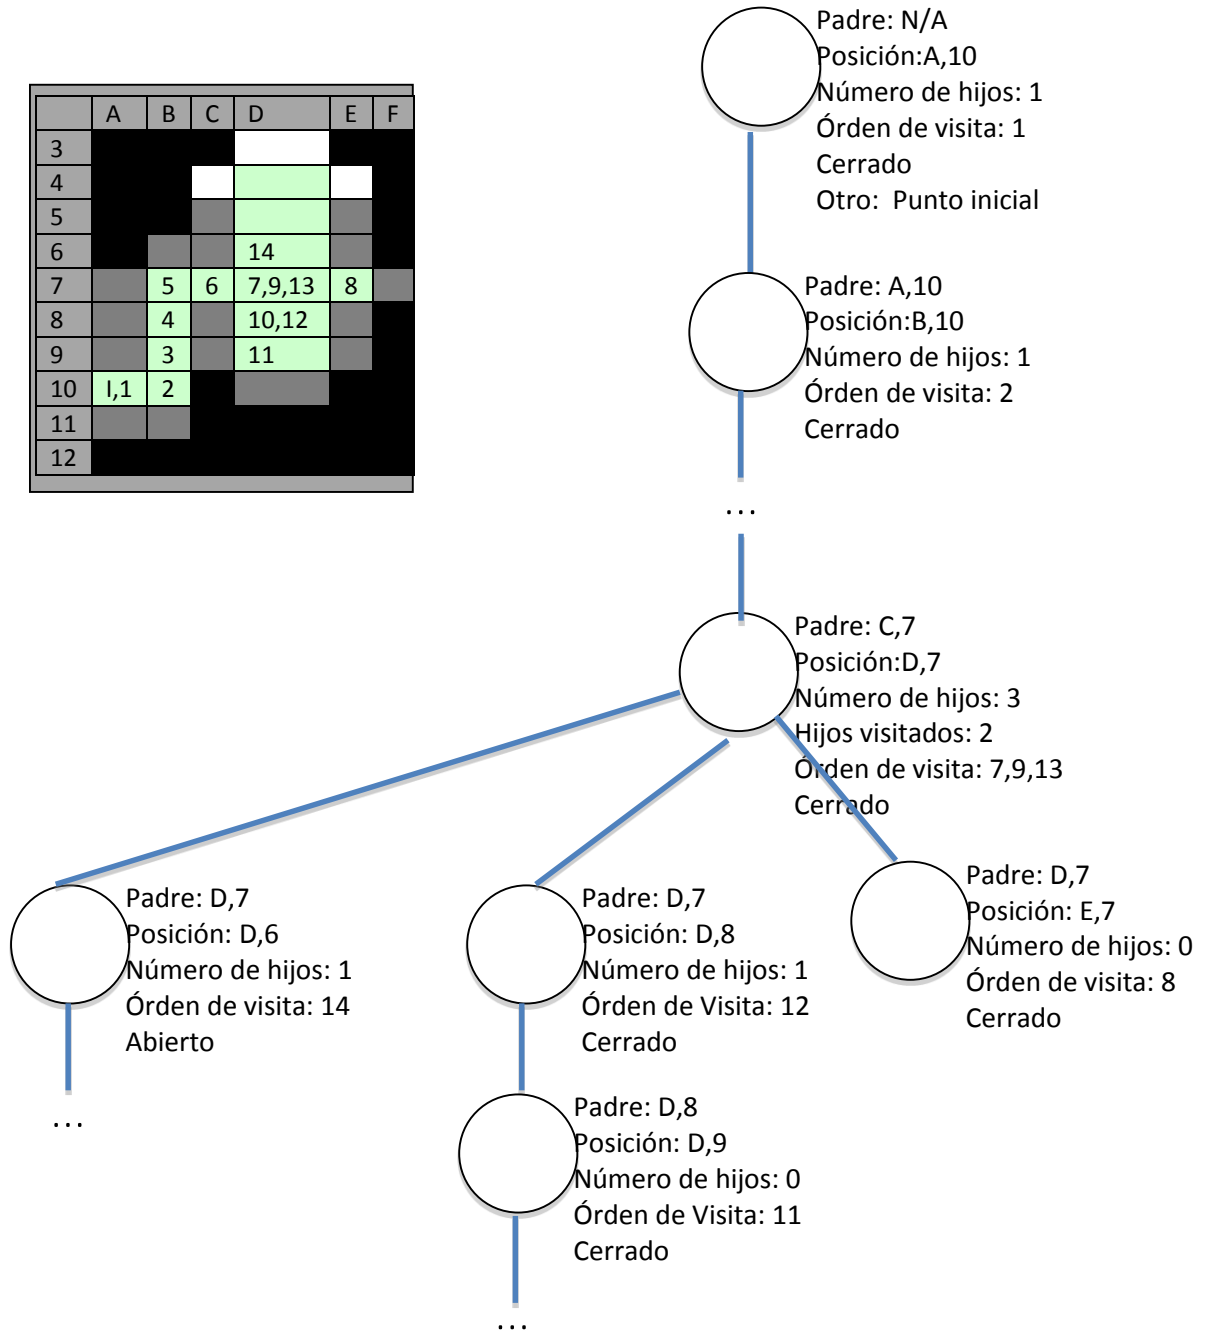 A B C D E F
3
4
5
6 14
7 5 6 7,9,13 8
8 4 10,12
9 3 11
10 I,1 2
11
12
Padre: N/A
Posición:A,10
Número de hijos: 1
Órden de visita: 1
Cerrado
Otro: Punto inicial
Padre: A,10
Posición:B,10
Número de hijos: 1
Órden de visita: 2
Cerrado
...
Padre: C,7
Posición:D,7
Número de hijos: 3
Hijos visitados: 2
Órden de visita: 7,9,13
Cerrado
Padre: D,7
Posición: D,6
Número de hijos: 1
Órden de visita: 14
Abierto
...
Padre: D,7
Posición: D,8
Número de hijos: 1
Órden de Visita: 12
Cerrado
Padre: D,7
Posición: E,7
Número de hijos: 0
Órden de visita: 8
Cerrado
Padre: D,8
Posición: D,9
Número de hijos: 0
Órden de Visita: 11
Cerrado
...